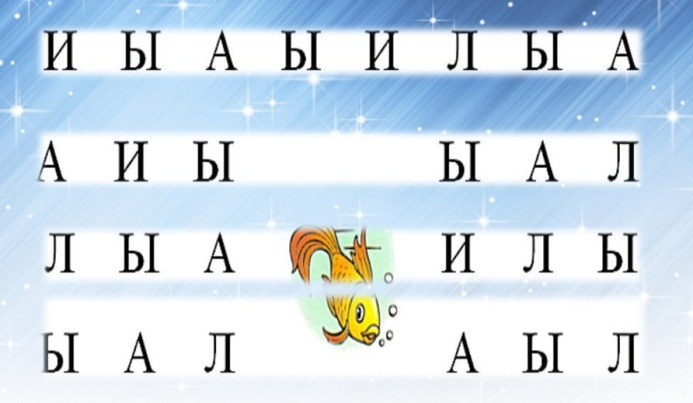 И Ы А Ы И Л Ы А
А И Ы Ы А Л
Л Ы А И Л Ы
Ы А Л А Ы Л